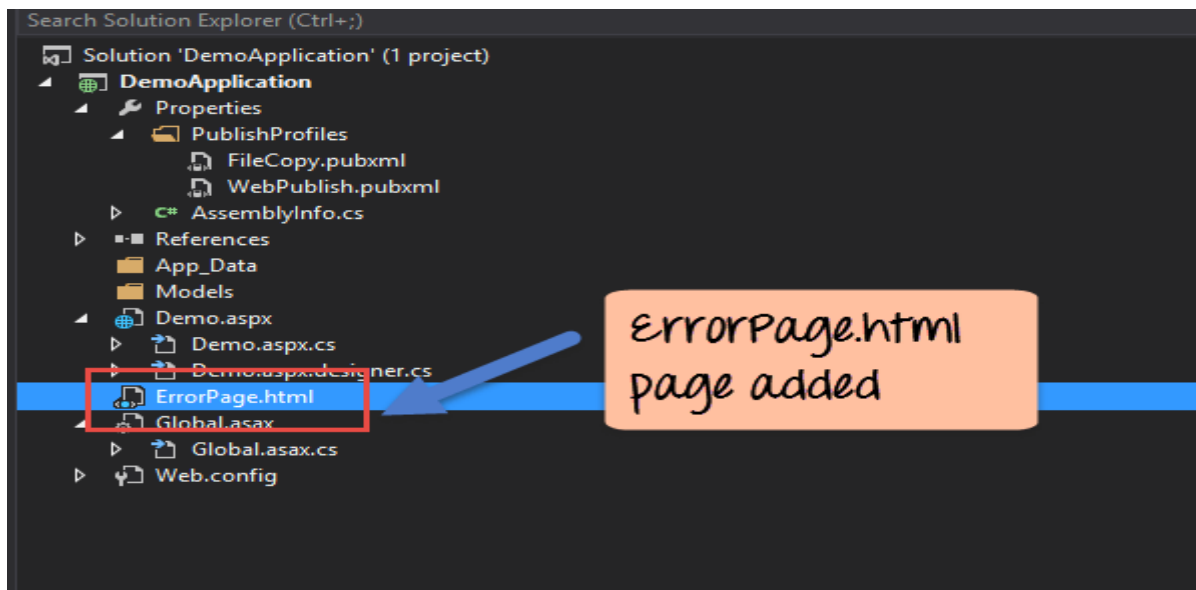 Search Solution Explorer (Ctrl+;)
Solution 'DemoApplication' (1 project)
DemoApplication
Properties
PublishProfiles
FileCopy.pubxml
WebPublish.pubxml
C# AssemblyInfo.cs
References
App_Data
Models
Demo.aspx
Demo.aspx.cs
Demo.aspx.designer.cs
ErrorPage.html
Global.asax
Global.asax.cs
Web.config
ErrorPage.html
page added